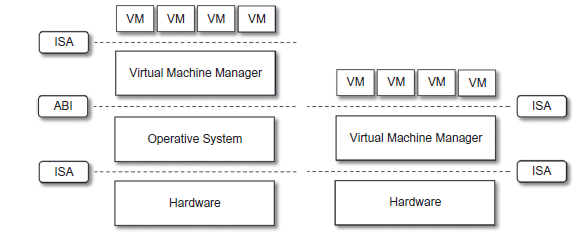 VM VM VM VM
ISA
Virtual Machine Manager
ABI
Operative System
ISA
Hardware
VM VM VM VM
ISA
Virtual Machine Manager
ISA
Hardware